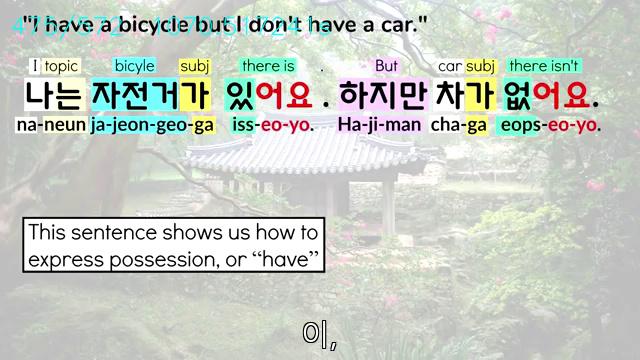 "I have a bicycle but I don't have a car."
I topic bicyle subj there is . But car subj there isn't
나는 자전거가 있어요 . 하지만 차가 없어요.
na-neun ja-jeon-geo-ga iss-eo-yo. Ha-ji-man cha-ga eops-eo-yo.
This sentence shows us how to
express possession, or “have”
이,